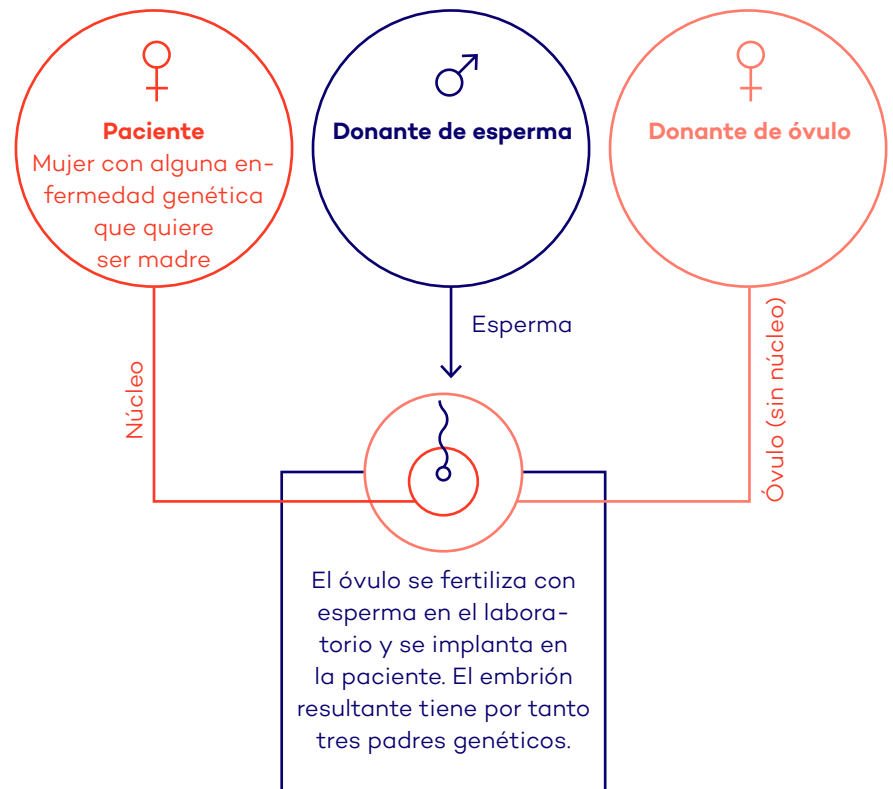 Paciente
Mujer con alguna en-
fermedad genética
que quiere
ser madre
Donante de esperma
Donante de óvulo
Núcleo
Esperma
Óvulo (sin núcleo)
El óvulo se fertiliza con
esperma en el labora-
torio y se implanta en
la paciente. El embrión
resultante tiene por tanto
tres padres genéticos.